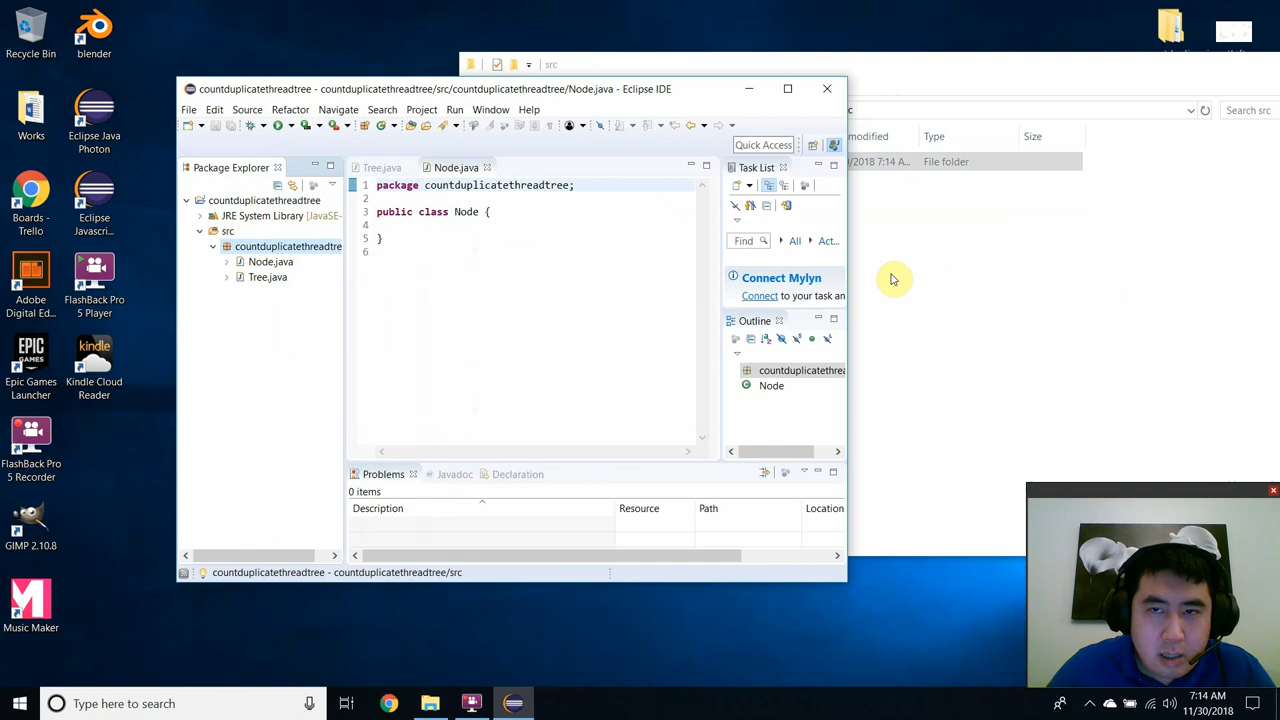 Recycle Bin
blender
Works
Eclipse Java
Photon
Boards -
Trello
Eclipse
Javascri...
Adobe
Digital Ed...
FlashBack Pro
5 Player
Epic Games
Launcher
Kindle Cloud
Reader
FlashBack Pro
5 Recorder
GIMP 2.10.8
Music Maker
src
Search src
modified
Type
Size
/2018 7:14 A...
File folder
countduplicatethreadtree - countduplicatethreadtree/src/countduplicatethreadtree/Node.java - Eclipse IDE
File Edit Source Refactor Navigate Search Project Run Window Help
Quick Access
Package Explorer
countduplicatethreadtree
JRE System Library [JavaSE-
src
countduplicatethreadtre
Node.java
Tree.java
Tree.java
Node.java
1 package countduplicatethreadtree;
2
3 public class Node {
4
5 }
6
Task List
Find
All
Act...
Connect Mylyn
Connect to your task an
Outline
countduplicatethrea
Node
Problems
Javadoc
Declaration
0 items
Description
Resource
Path
Location
countduplicatethreadtree - countduplicatethreadtree/src
Type here to search
7:14 AM
11/30/2018